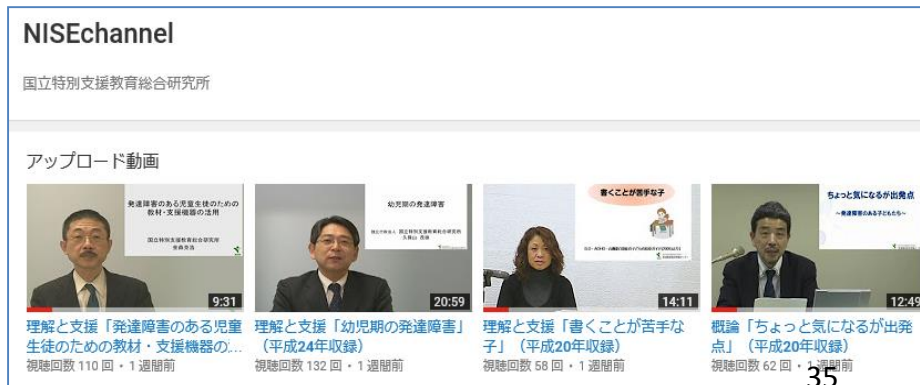 NISEchannel
国立特別支援教育総合研究所
アップロード動画
発達障害のある児童生徒のための
教材・支援機器の活用
国立特別支援教育総合研究所
9:31
理解と支援「発達障害のある児童
生徒のための教材・支援機器の...
視聴回数 110 回・1 週間前
幼児期の発達障害
20:59
理解と支援「幼児期の発達障害」
（平成24年収録）
視聴回数 132 回・1 週間前
書くことが苦手な子
14:11
理解と支援「書くことが苦手な
子」（平成20年収録）
視聴回数 58 回・1 週間前
ちょっと気になるが出発点
～発達障害のある子どもたち～
12:49
概論「ちょっと気になるが出発
点」（平成20年収録）
視聴回数 62 回・1 週間前
35